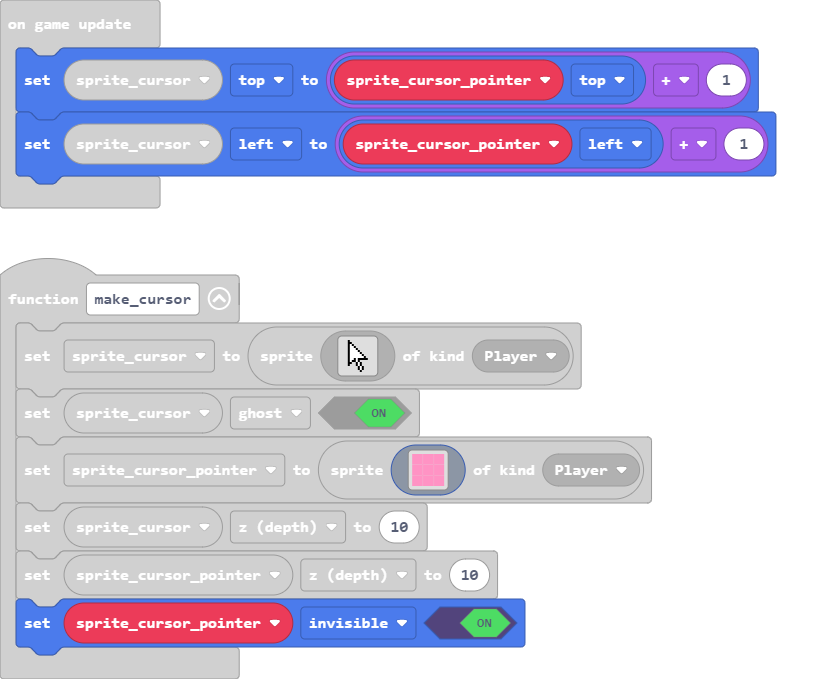 on game update
set sprite_cursor top to sprite_cursor_pointer top + 1
set sprite_cursor left to sprite_cursor_pointer left + 1
function make_cursor
set sprite_cursor to sprite of kind Player
set sprite_cursor ghost ON
set sprite_cursor_pointer to sprite of kind Player
set sprite_cursor z (depth) to 10
set sprite_cursor_pointer z (depth) to 10
set sprite_cursor_pointer invisible ON